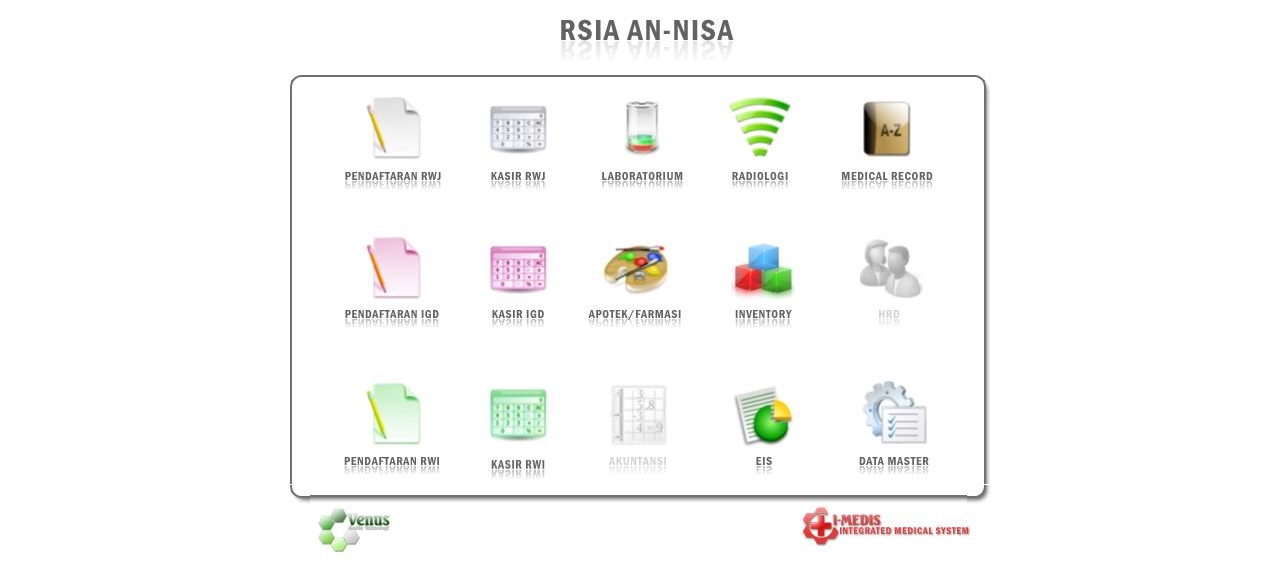 RSIA AN-NISA
PENDAFTARAN RWJ
KASIR RWJ
LABORATORIUM
RADIOLOGI
A-Z
MEDICAL RECORD
PENDAFTARAN IGD
KASIR IGD
APOTEK/FARMASI
INVENTORY
HRD
PENDAFTARAN RWI
KASIR RWI
AKUNTANSI
EIS
DATA MASTER
Venus
I-MEDIS
INTEGRATED MEDICAL SYSTEM